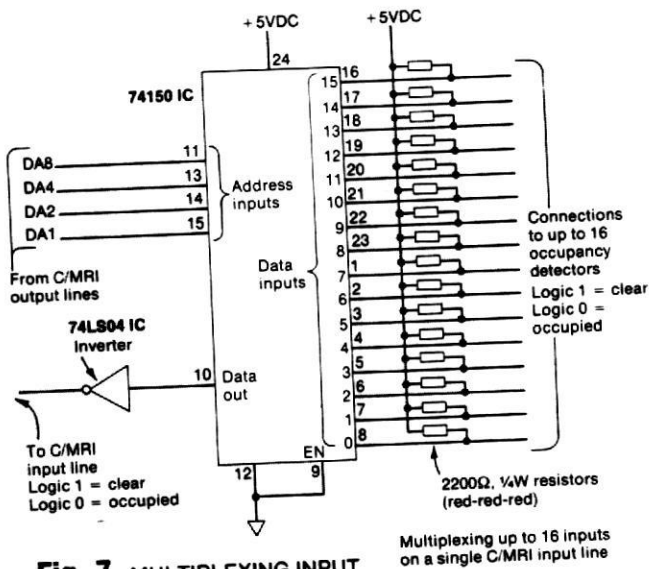 +5VDC
+5VDC
24
74150 IC
DA8
DA4
DA2
DA1
11
13
14
15
Address
inputs
From C/MRI
output lines
74LS04 IC
Inverter
10
Data
out
To C/MRI
input line
Logic 1 = clear
Logic 0 = occupied
Data
inputs
15 16
14 17
13 18
12 19
11 20
10 21
9 22
8 23
7 1
6 2
5 3
4 4
3 5
2 6
1 7
0 8
EN
12
9
Connections
to up to 16
occupancy
detectors
Logic 1 = clear
Logic 0 =
occupied
2200Ω, ¼W resistors
(red-red-red)
Multiplexing up to 16 inputs
on a single C/MRI input line
Fig. 7 MULTIPLEXING INPUT